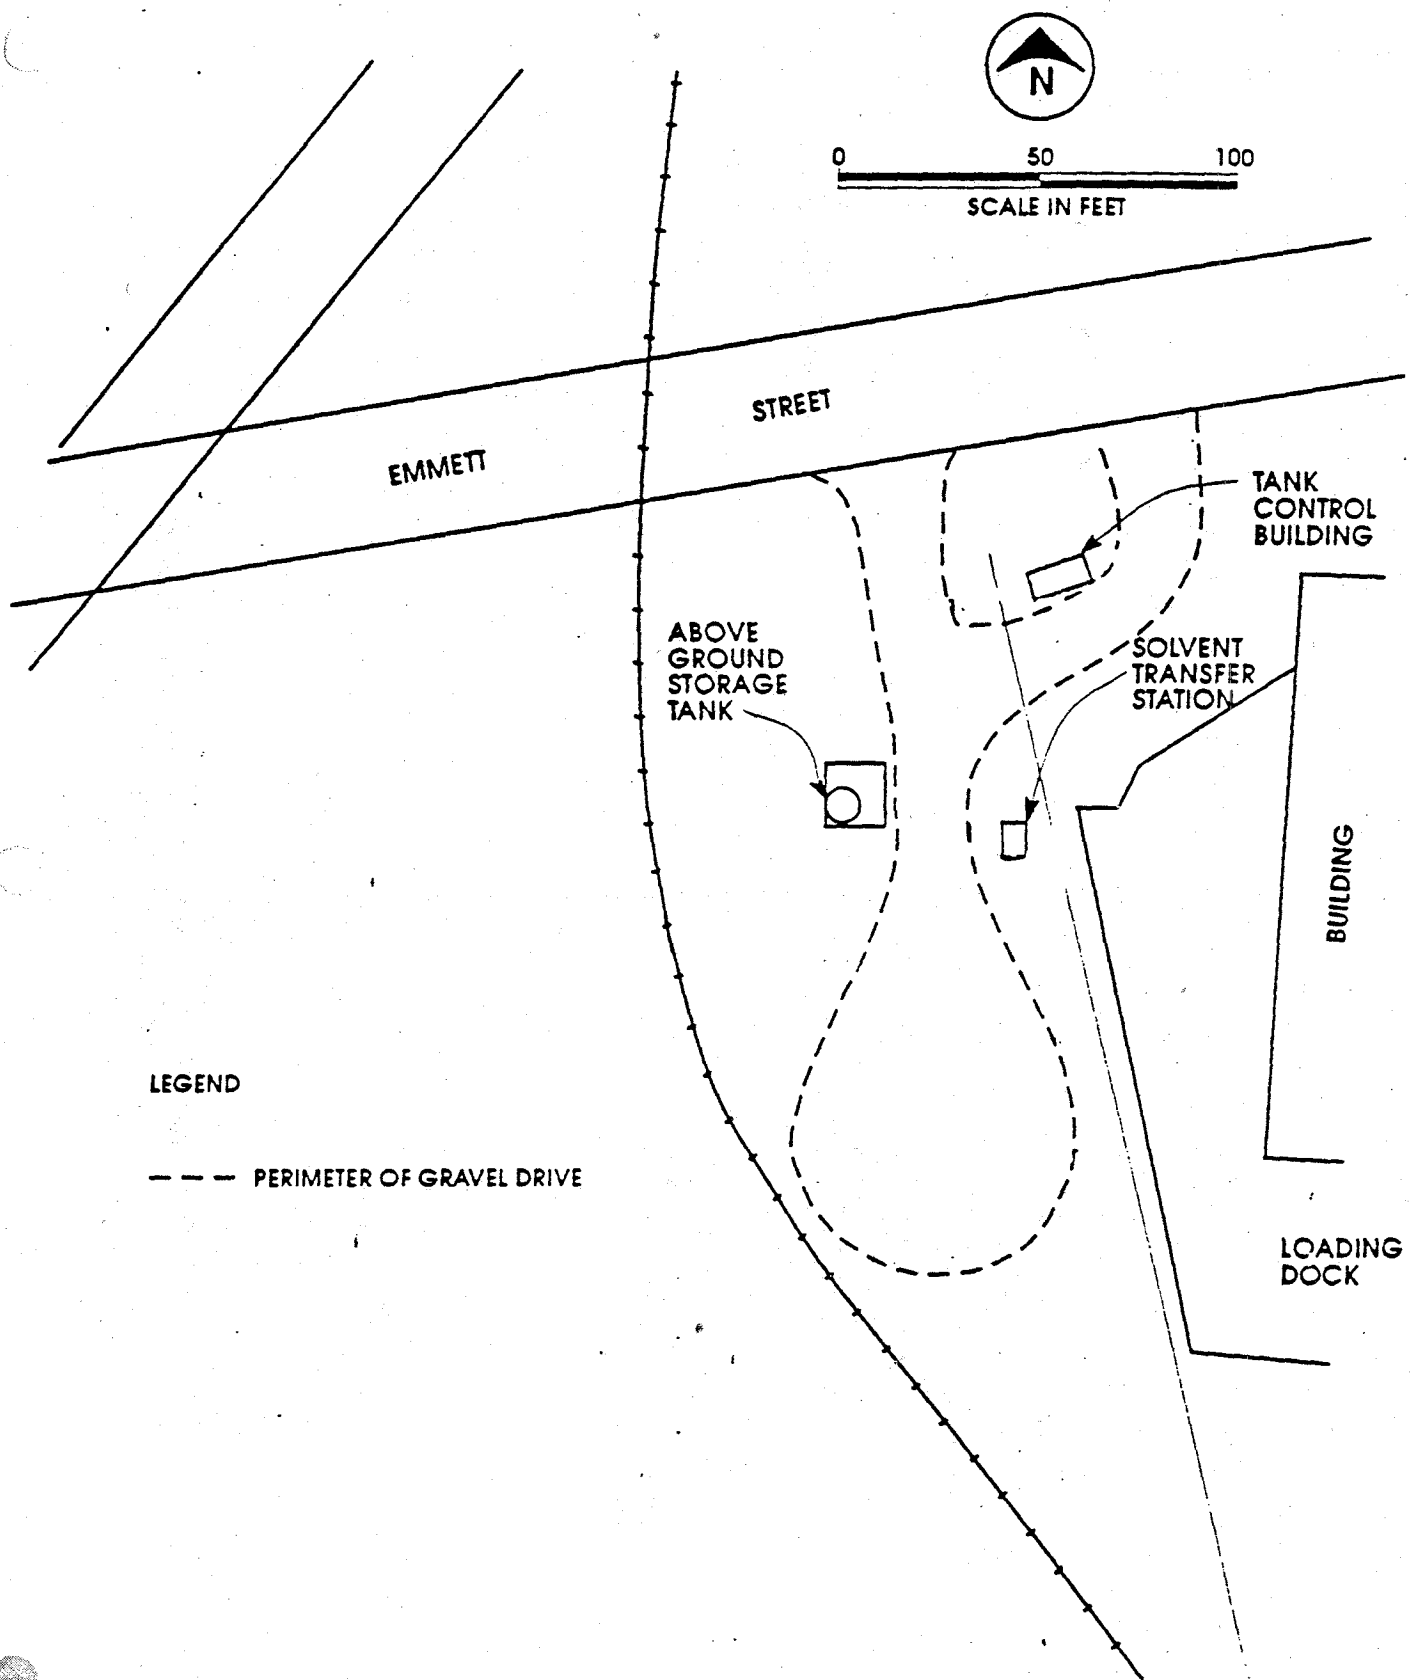 N
0 50 100
SCALE IN FEET
EMMETT STREET
TANK
CONTROL
BUILDING
ABOVE
GROUND
STORAGE
TANK
SOLVENT
TRANSFER
STATION
BUILDING
LEGEND
PERIMETER OF GRAVEL DRIVE
LOADING
DOCK